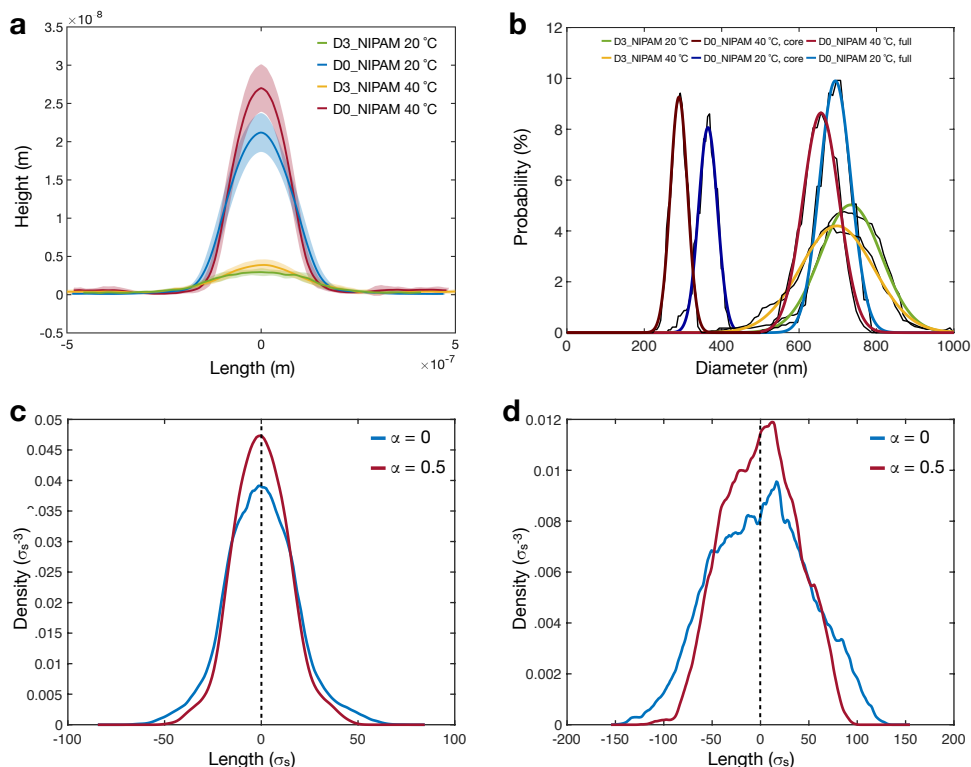 a
3.5 × 10⁻⁸
3
2.5
2
1.5
1
0.5
0
-0.5
Height (m)
D3_NIPAM 20 °C
D0_NIPAM 20 °C
D3_NIPAM 40 °C
D0_NIPAM 40 °C
-5 0 5
×10⁻⁷
Length (m)
b
D3_NIPAM 20 °C D0_NIPAM 40 °C, core D0_NIPAM 40 °C, full
D3_NIPAM 40 °C D0_NIPAM 20 °C, core D0_NIPAM 20 °C, full
12
10
8
6
4
2
0
Probability (%)
0 200 400 600 800 1000
Diameter (nm)
c
0.05
0.045
0.04
0.035
0.03
0.025
0.02
0.015
0.01
0.005
0
Density (σs⁻³)
α = 0
α = 0.5
-100 -50 0 50 100
Length (σs)
d
0.012
0.01
0.008
0.006
0.004
0.002
0
Density (σs⁻³)
α = 0
α = 0.5
-200 -150 -100 -50 0 50 100 150 200
Length (σs)